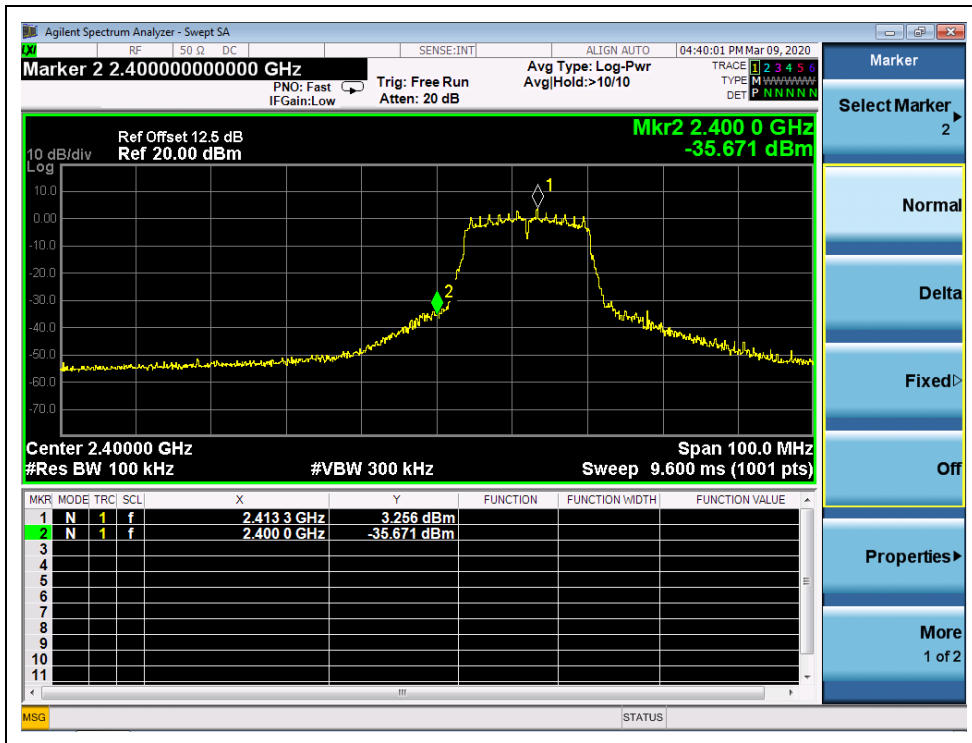 Agilent Spectrum Analyzer - Swept SA
LXI RF 50 Ω DC SENSE:INT ALIGN AUTO 04:40:01 PM Mar 09, 2020
Marker 2 2.400000000000 GHz
PNO: Fast
IFGain:Low
Trig: Free Run
Atten: 20 dB
Avg Type: Log-Pwr
Avg|Hold:>10/10
TRACE 1 2 3 4 5 6
TYPE M WWWWW
DET P N N N N N
Ref Offset 12.5 dB
Ref 20.00 dBm
10 dB/div
Log
Mkr2 2.400 0 GHz
-35.671 dBm
10.0
0.00
-10.0
-20.0
-30.0
-40.0
-50.0
-60.0
-70.0
1
2
Center 2.40000 GHz Span 100.0 MHz
#Res BW 100 kHz #VBW 300 kHz Sweep 9.600 ms (1001 pts)
MKR MODE TRC SCL X Y FUNCTION FUNCTION WIDTH FUNCTION VALUE
1 N 1 f 2.413 3 GHz 3.256 dBm
2 N 1 f 2.400 0 GHz -35.671 dBm
3
4
5
6
7
8
9
10
11
MSG STATUS
Marker
Select Marker
2
Normal
Delta
Fixed
Off
Properties
More
1 of 2